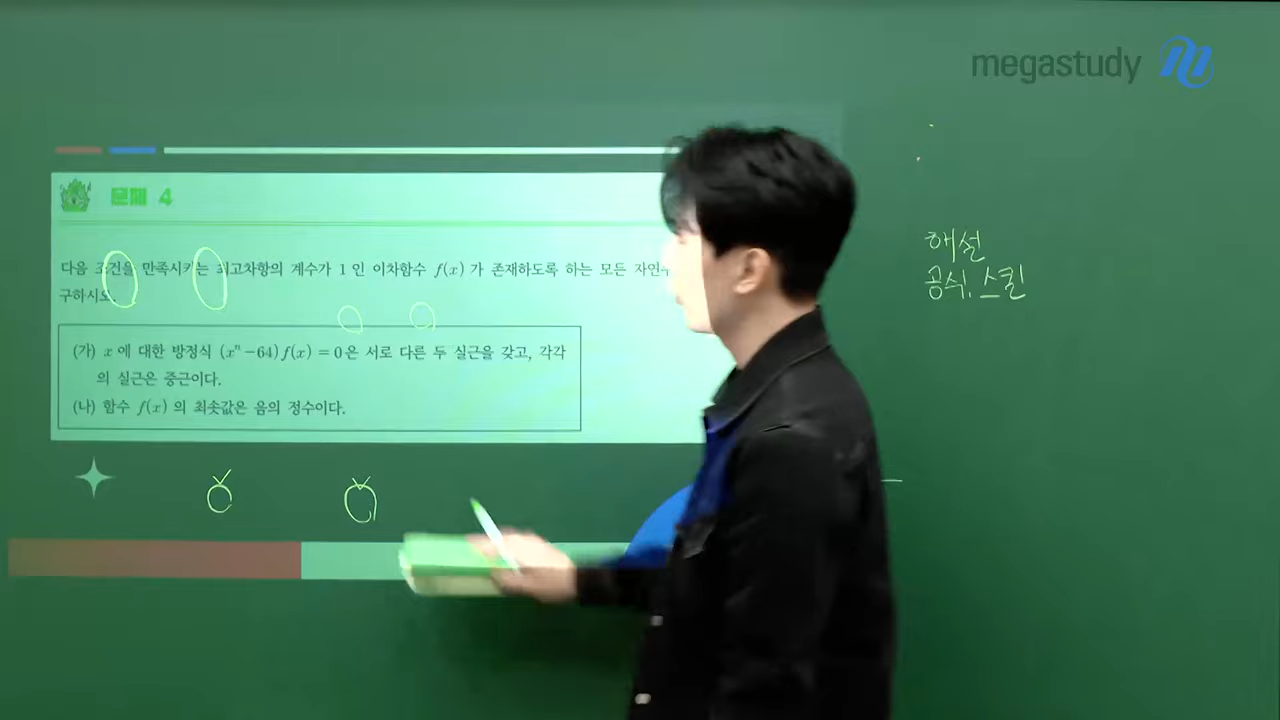 megastudy
문제 4
다음 조건을 만족시키는 최고차항의 계수가 1인 이차함수 f(x)가 존재하도록 하는 모든
구하시오.
(가) x에 대한 방정식 (xⁿ−64)f(x)=0은 서로 다른 두 실근을 갖고, 각각
의 실근은 중근이다.
(나) 함수 f(x)의 최솟값은 음의 정수이다.
해설
공식, 스킬